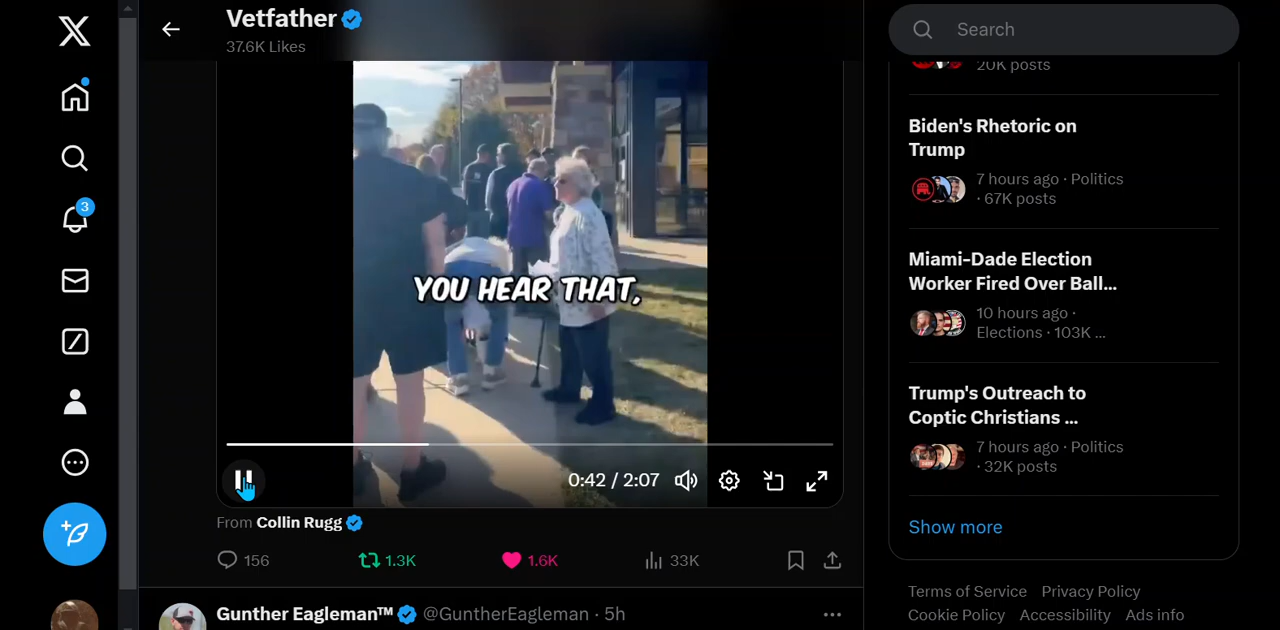 X
Vetfather
37.6K Likes
Search
20K posts
Biden's Rhetoric on
Trump
7 hours ago · Politics
· 67K posts
3
Miami-Dade Election
Worker Fired Over Ball...
10 hours ago ·
Elections · 103K ...
YOU HEAR THAT,
Trump's Outreach to
Coptic Christians ...
7 hours ago · Politics
· 32K posts
0:42 / 2:07
Show more
From Collin Rugg
156
1.3K
1.6K
33K
Gunther Eagleman™ @GuntherEagleman · 5h
Terms of Service Privacy Policy
Cookie Policy Accessibility Ads info